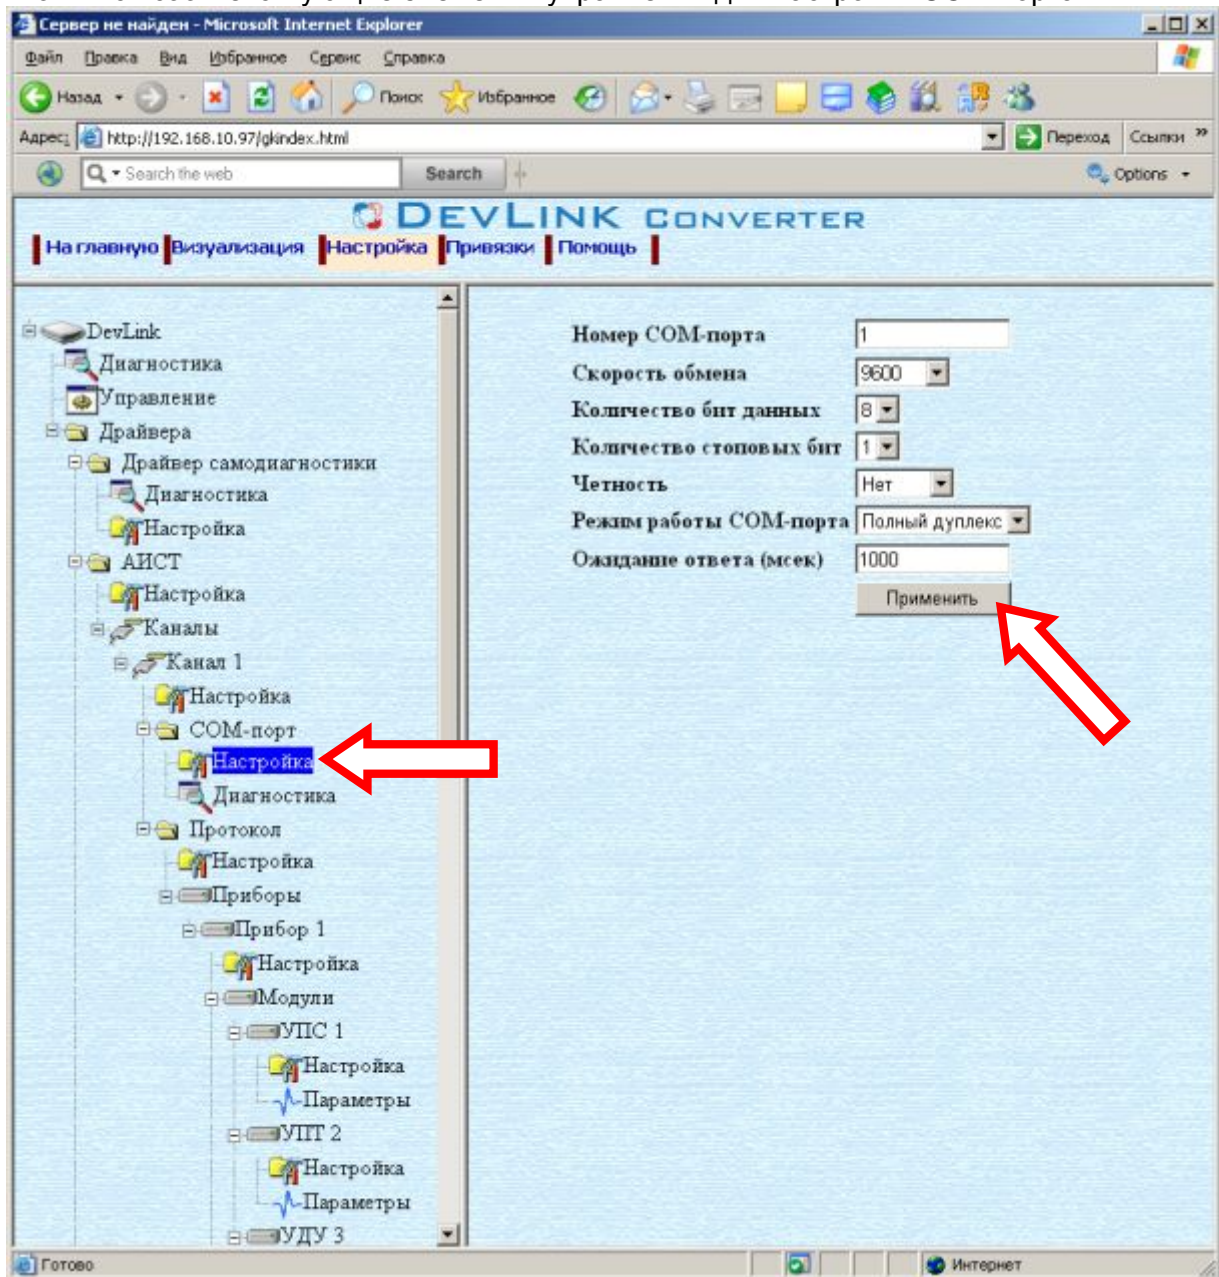 Сервер не найден - Microsoft Internet Explorer
Файл Правка Вид Избранное Сервис Справка
Назад Поиск Избранное
Адрес: http://192.168.10.97/gkindex.html Переход Ссылки »
Search the web Search Options
DEVLINK CONVERTER
На главную Визуализация Настройка Привязки Помощь
DevLink
Диагностика
Управление
Драйвера
Драйвер самодиагностики
Диагностика
Настройка
АИСТ
Настройка
Каналы
Канал 1
Настройка
COM-порт
Настройка
Диагностика
Протокол
Настройка
Приборы
Прибор 1
Настройка
Модули
УПС 1
Настройка
Параметры
УПТ 2
Настройка
Параметры
УДУ 3
Номер COM-порта 1
Скорость обмена 9600
Количество бит данных 8
Количество стоповых бит 1
Четность Нет
Режим работы COM-порта Полный дуплекс
Ожидание ответа (мсек) 1000
Применить
Готово Интернет